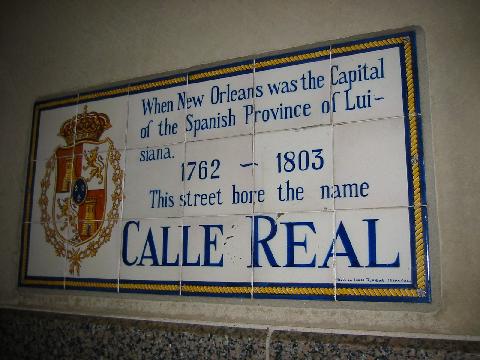 When New Orleans was the Capital
of the Spanish Province of Lui-
siana.
1762 ~ 1803
This street bore the name
CALLE REAL